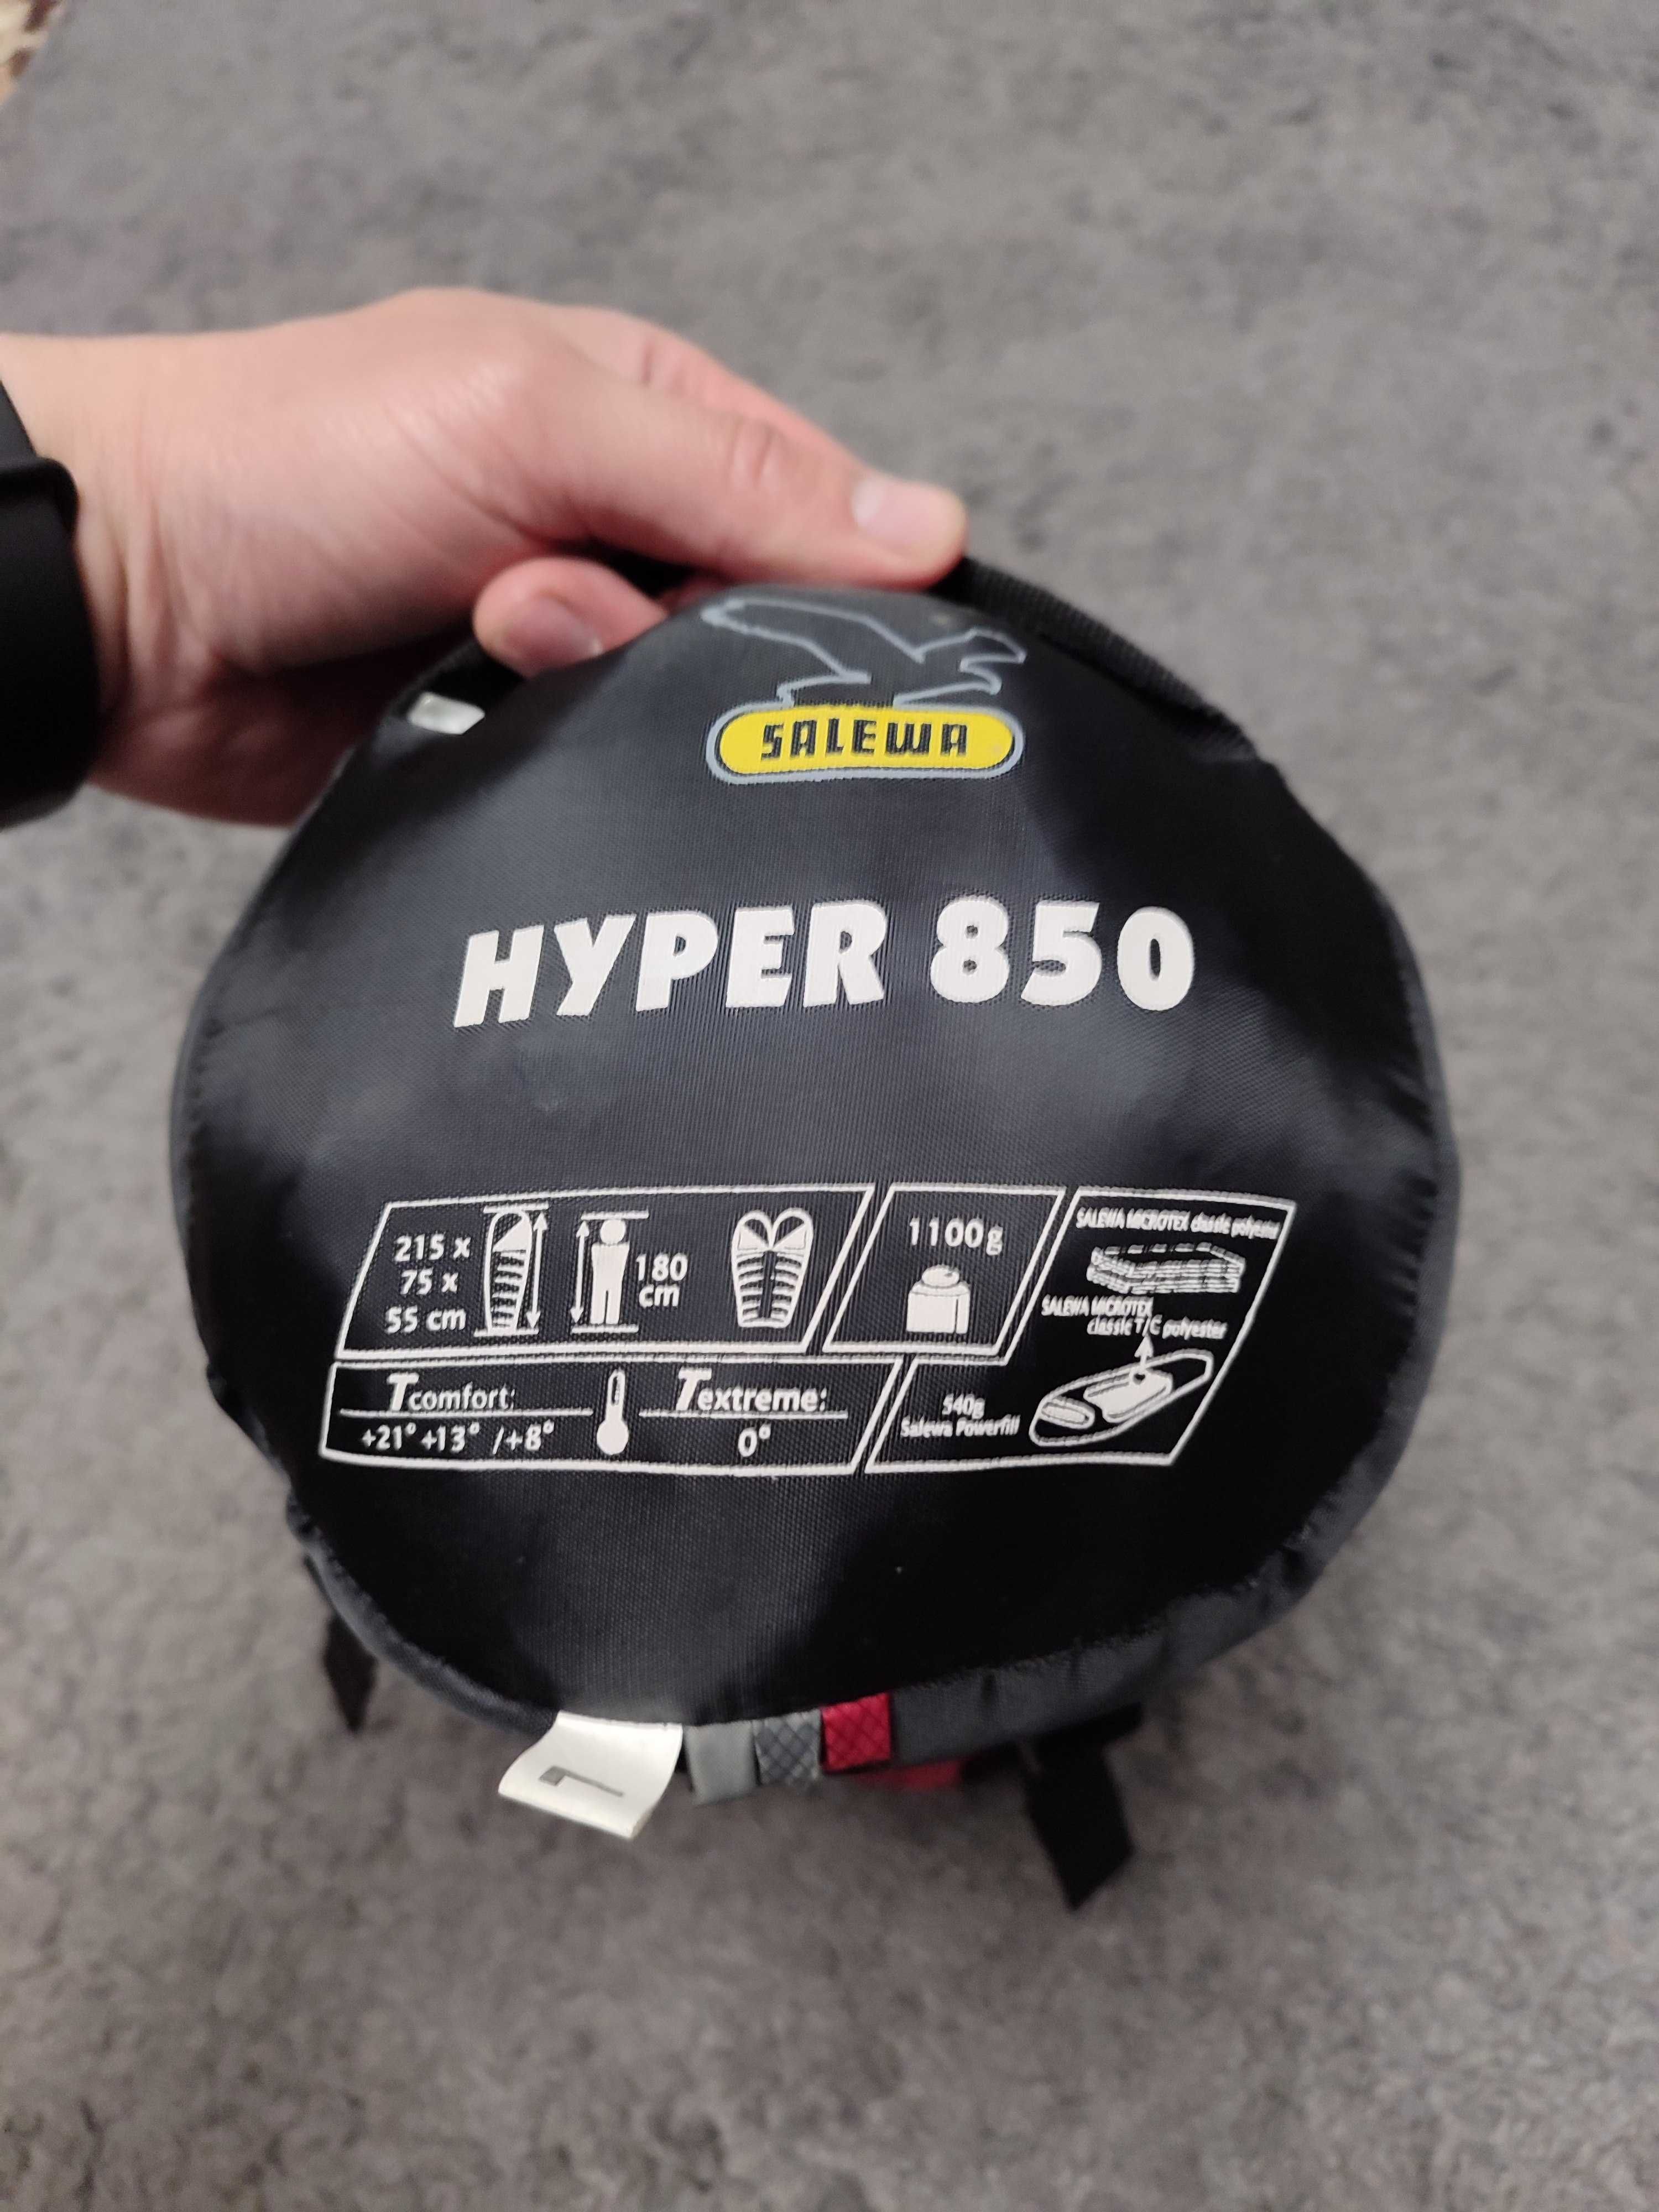 SALEWA
HYPER 850
215 x
75 x
55 cm
180
cm
1100g
SALEWA MICROTEX classic polyester
SALEWA MICROTEX
classic T/C polyester
Tcomfort:
+21° +13° /+8°
Textreme:
0°
540g
Salewa Powerfill
L